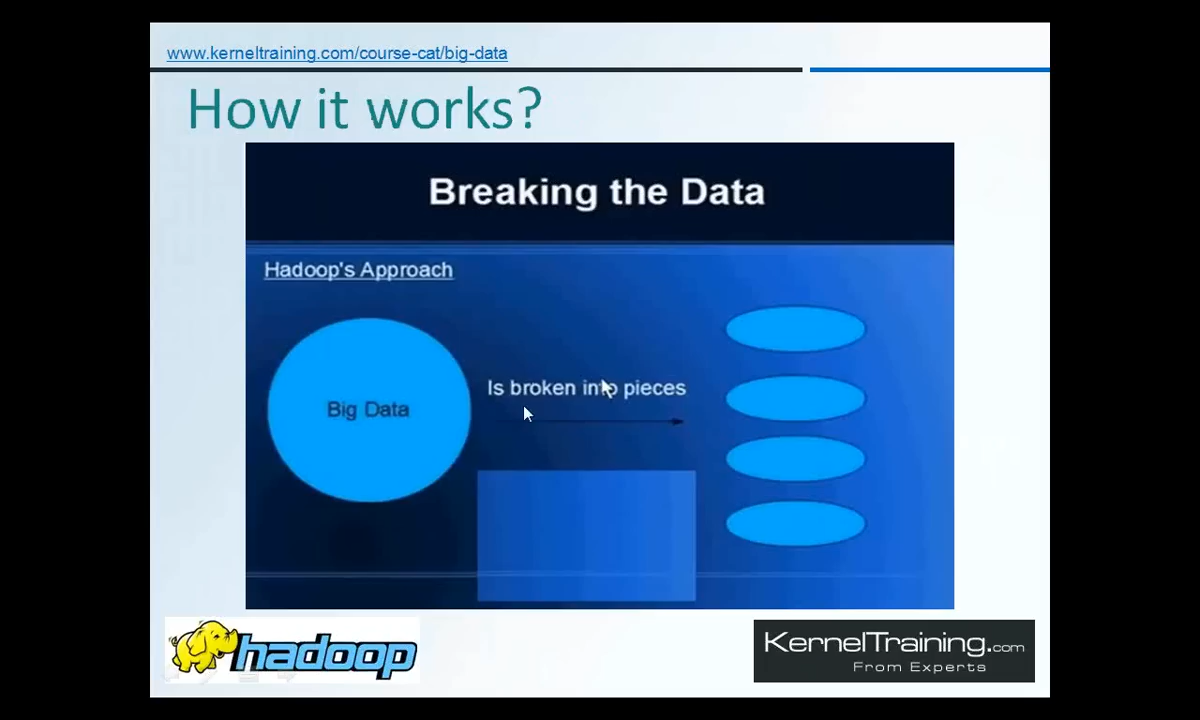 www.kerneltraining.com/course-cat/big-data
How it works?
Breaking the Data
Hadoop's Approach
Is broken into pieces
Big Data
hadoop
KernelTraining.com
From Experts